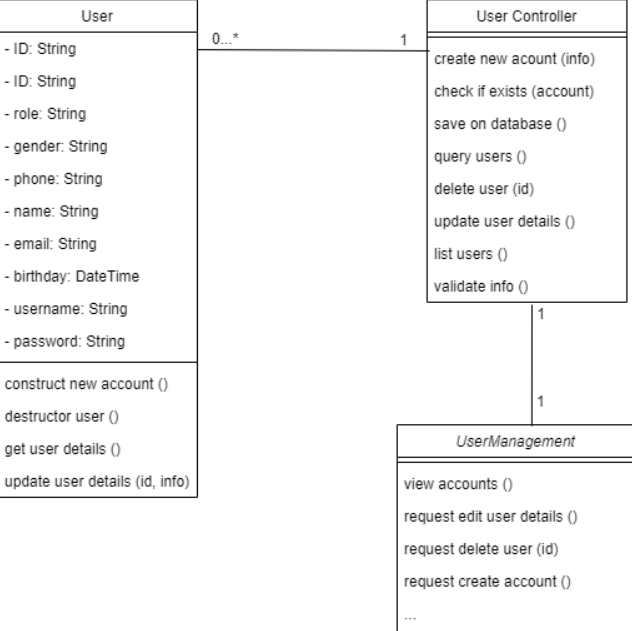 User
- ID: String
- ID: String
- role: String
- gender: String
- phone: String
- name: String
- email: String
- birthday: DateTime
- username: String
- password: String
construct new account ()
destructor user ()
get user details ()
update user details (id, info)
0...*
1
User Controller
create new acount (info)
check if exists (account)
save on database ()
query users ()
delete user (id)
update user details ()
list users ()
validate info ()
1
1
UserManagement
view accounts ()
request edit user details ()
request delete user (id)
request create account ()
...